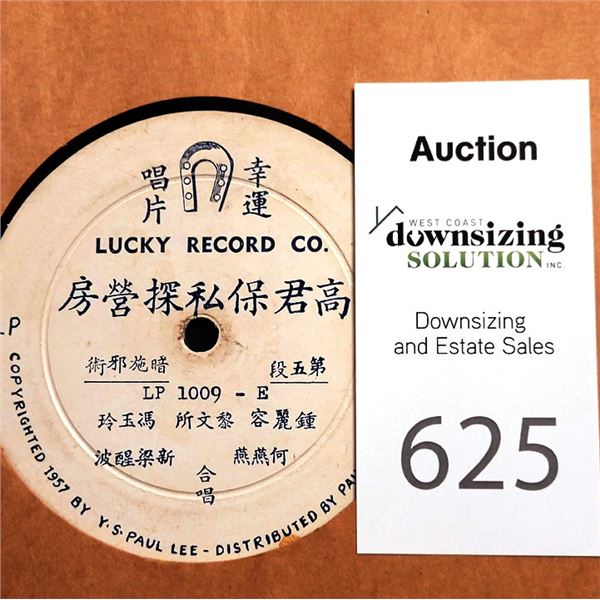 幸運
唱片
LUCKY RECORD CO.
高君保私探營房
第五段 暗施邪術
LP 1009 - E
鍾麗容 黎文所 馮玉玲
何燕燕 新梁醒波
合唱
COPYRIGHTED 1957 BY Y.S. PAUL LEE - DISTRIBUTED BY
Auction
WEST COAST
downsizing
SOLUTION INC.
Downsizing
and Estate Sales
625